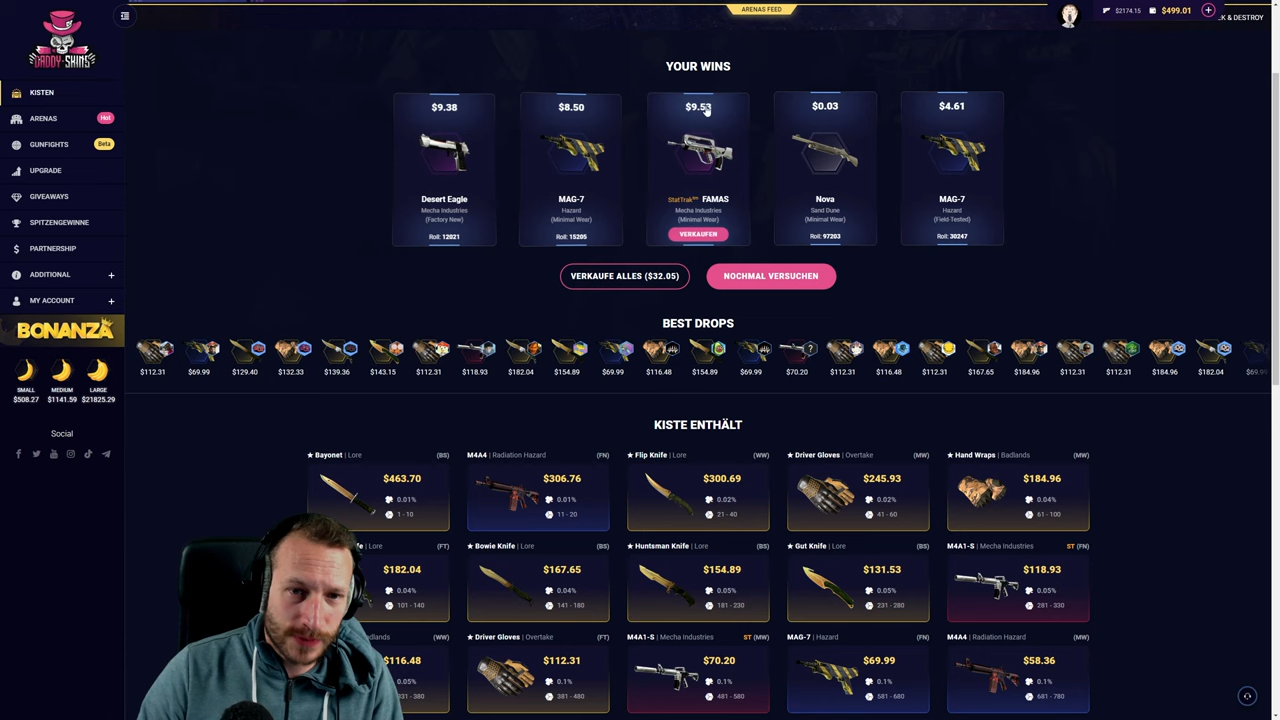 ARENAS FEED
$2174.15
$499.01
K & DESTROY
DADDY SKINS
KISTEN
ARENAS Hot
GUNFIGHTS Beta
UPGRADE
GIVEAWAYS
SPITZENGEWINNE
PARTNERSHIP
ADDITIONAL +
MY ACCOUNT +
BONANZA
SMALL MEDIUM LARGE
$508.27 $1141.59 $21825.29
Social
YOUR WINS
$9.38 $8.50 $9.53 $0.03 $4.61
Desert Eagle MAG-7 StatTrak™ FAMAS Nova MAG-7
Mecha Industries Hazard Mecha Industries Sand Dune Hazard
(Factory New) (Minimal Wear) (Minimal Wear) (Minimal Wear) (Field-Tested)
Roll: 12021 Roll: 15205 VERKAUFEN Roll: 97203 Roll: 30247
VERKAUFE ALLES ($32.05) NOCHMAL VERSUCHEN
BEST DROPS
$112.31 $69.99 $129.40 $132.33 $139.36 $143.15 $112.31 $118.93 $182.04 $154.89 $69.99 $116.48 $154.89 $69.99 $70.20 $112.31 $116.48 $112.31 $167.65 $184.96 $112.31 $112.31 $184.96 $182.04 $69.99
KISTE ENTHÄLT
★ Bayonet | Lore (BS) M4A4 | Radiation Hazard (FN) ★ Flip Knife | Lore (WW) ★ Driver Gloves | Overtake (MW) ★ Hand Wraps | Badlands (MW)
$463.70 $306.76 $300.69 $245.93 $184.96
0.01% 0.01% 0.02% 0.02% 0.04%
1 - 10 11 - 20 21 - 40 41 - 60 61 - 100
Lore (FT) ★ Bowie Knife | Lore (BS) ★ Huntsman Knife | Lore (BS) ★ Gut Knife | Lore (BS) M4A1-S | Mecha Industries ST (FN)
$182.04 $167.65 $154.89 $131.53 $118.93
0.04% 0.04% 0.05% 0.05% 0.05%
101 - 140 141 - 180 181 - 230 231 - 280 281 - 330
adlands (WW) ★ Driver Gloves | Overtake (FT) M4A1-S | Mecha Industries ST (MW) MAG-7 | Hazard (FN) M4A4 | Radiation Hazard (MW)
$116.48 $112.31 $70.20 $69.99 $58.36
0.05% 0.1% 0.1% 0.1% 0.1%
331 - 380 381 - 480 481 - 580 581 - 680 681 - 780